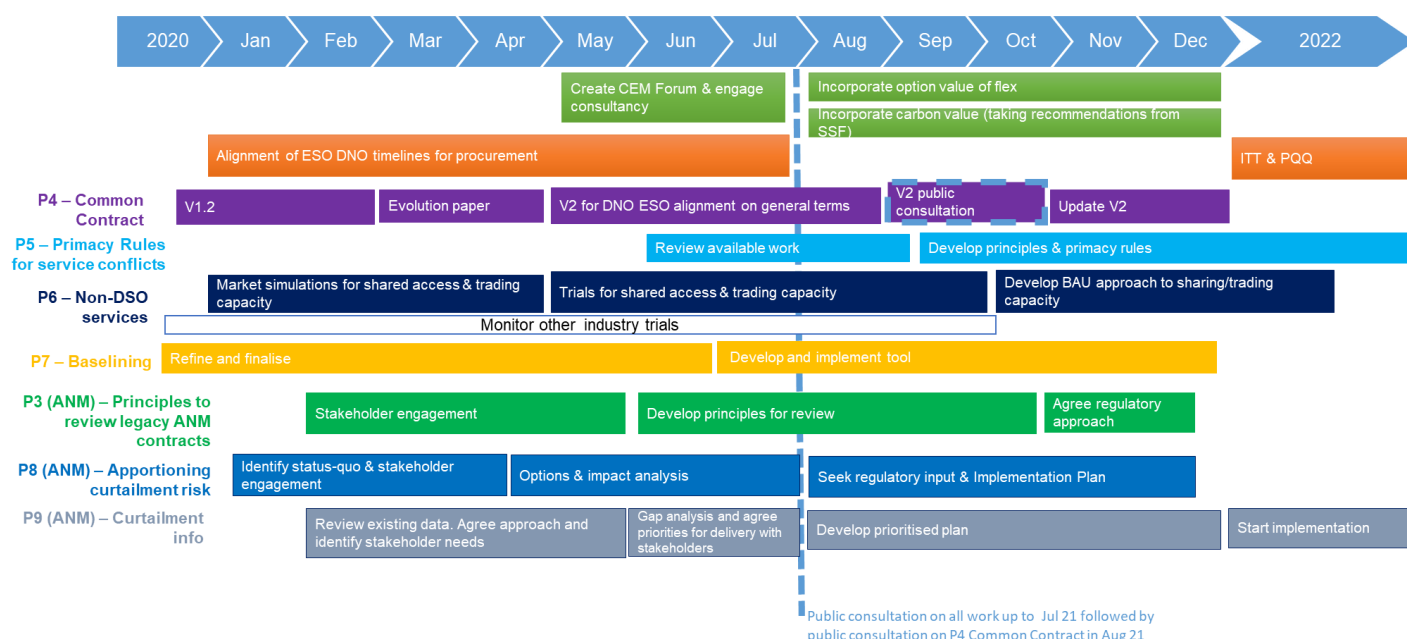 2020 Jan Feb Mar Apr May Jun Jul Aug Sep Oct Nov Dec 2022
Create CEM Forum & engage
consultancy
Incorporate option value of flex
Incorporate carbon value (taking recommendations from
SSF)
Alignment of ESO DNO timelines for procurement
ITT & PQQ
P4 – Common
Contract
V1.2
Evolution paper
V2 for DNO ESO alignment on general terms
V2 public
consultation
Update V2
P5 – Primacy Rules
for service conflicts
Review available work
Develop principles & primacy rules
P6 – Non-DSO
services
Market simulations for shared access & trading
capacity
Trials for shared access & trading capacity
Develop BAU approach to sharing/trading
capacity
Monitor other industry trials
P7 – Baselining
Refine and finalise
Develop and implement tool
P3 (ANM) – Principles to
review legacy ANM
contracts
Stakeholder engagement
Develop principles for review
Agree regulatory
approach
P8 (ANM) – Apportioning
curtailment risk
Identify status-quo & stakeholder
engagement
Options & impact analysis
Seek regulatory input & Implementation Plan
P9 (ANM) – Curtailment
info
Review existing data. Agree approach and
identify stakeholder needs
Gap analysis and agree
priorities for delivery with
stakeholders
Develop prioritised plan
Start implementation
Public consultation on all work up to Jul 21 followed by
public consultation on P4 Common Contract in Aug 21